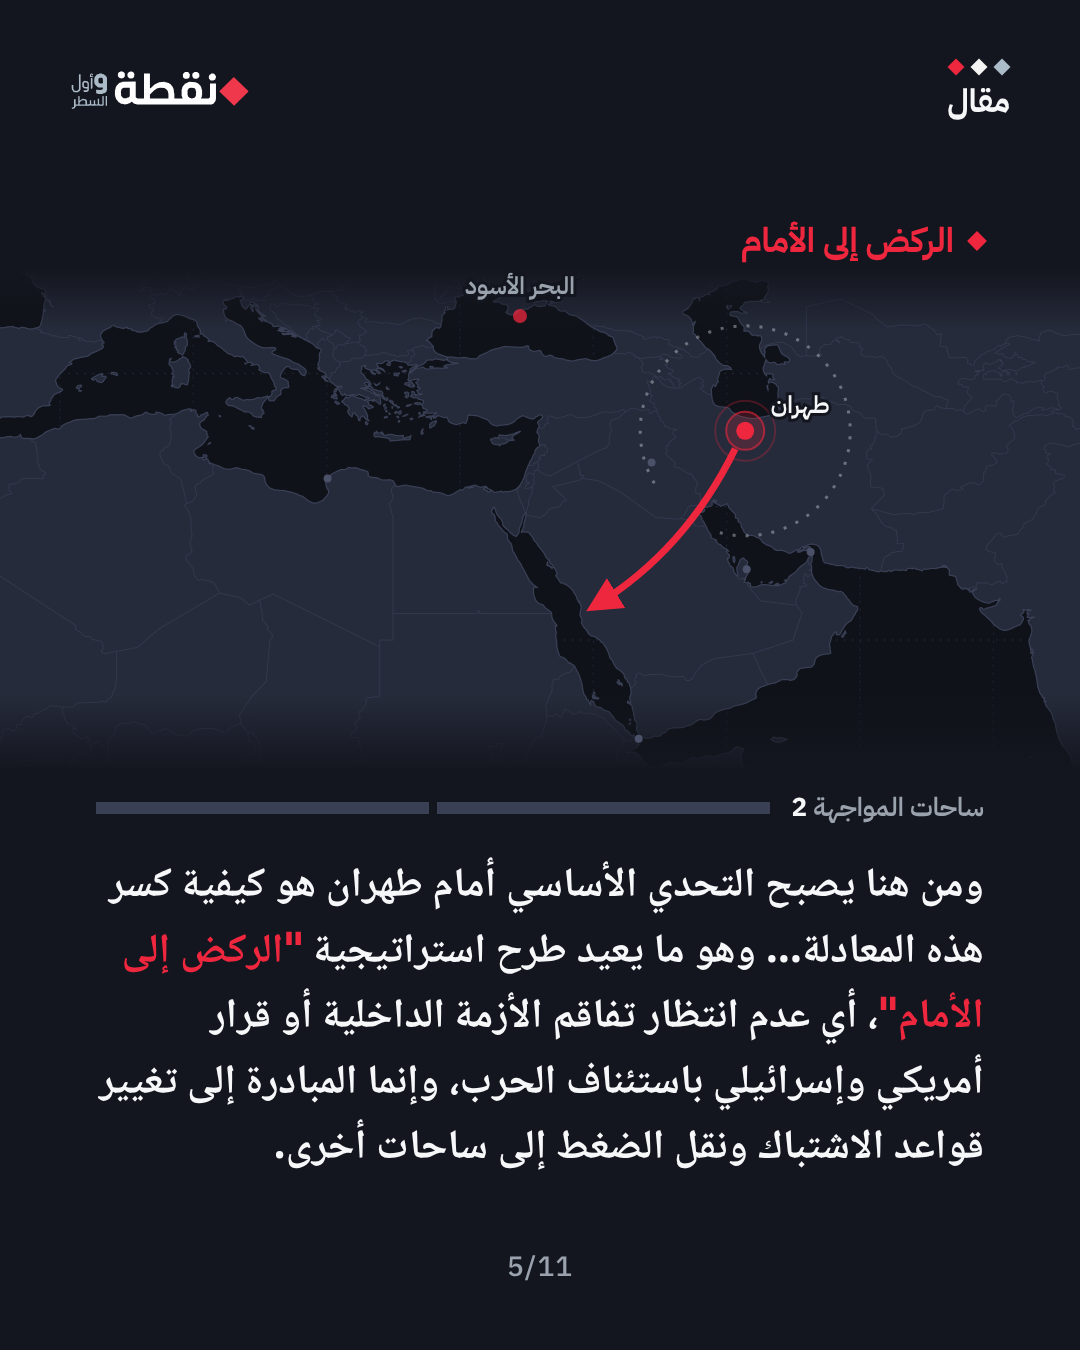 مقال
نقطة
وأول
السطر
الركض إلى الأمام
البحر الأسود
طهران
ساحات المواجهة 2
ومن هنا يصبح التحدي الأساسي أمام طهران هو كيفية كسر
هذه المعادلة... وهو ما يعيد طرح استراتيجية "الركض إلى
الأمام"، أي عدم انتظار تفاقم الأزمة الداخلية أو قرار
أمريكي وإسرائيلي باستئناف الحرب، وإنما المبادرة إلى تغيير
قواعد الاشتباك ونقل الضغط إلى ساحات أخرى.
5/11